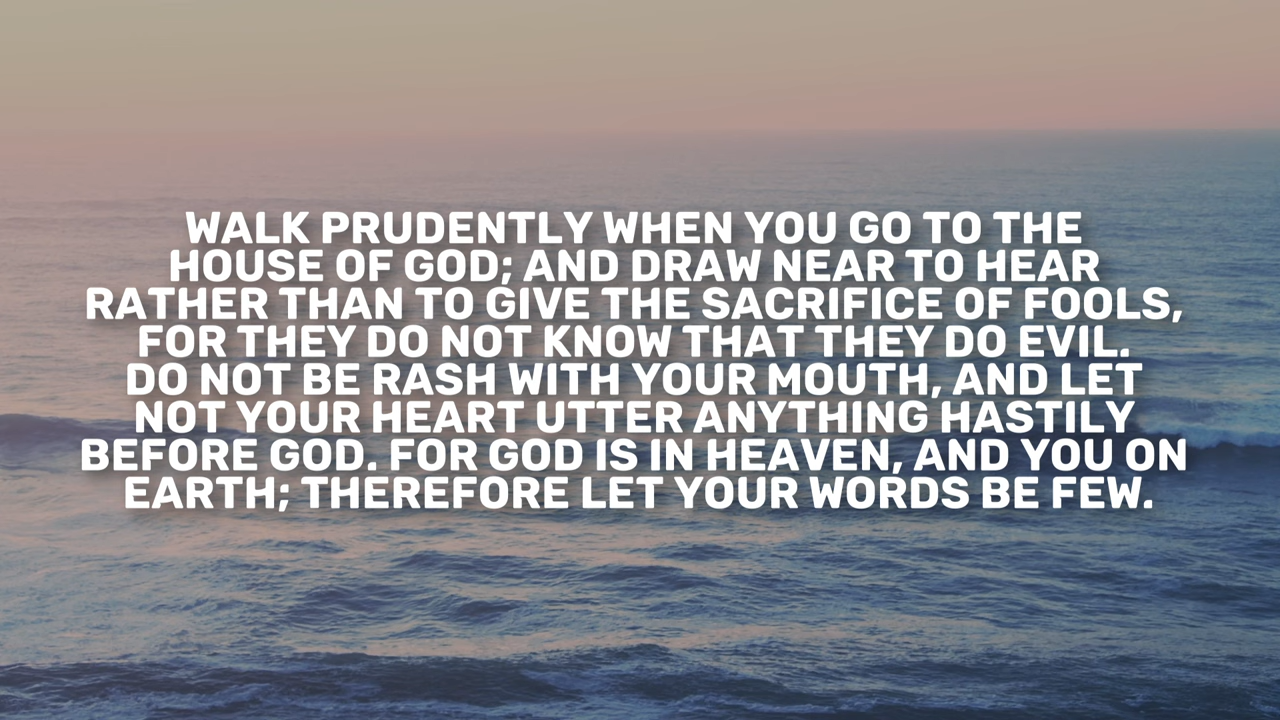 WALK PRUDENTLY WHEN YOU GO TO THE
HOUSE OF GOD; AND DRAW NEAR TO HEAR
RATHER THAN TO GIVE THE SACRIFICE OF FOOLS,
FOR THEY DO NOT KNOW THAT THEY DO EVIL.
DO NOT BE RASH WITH YOUR MOUTH, AND LET
NOT YOUR HEART UTTER ANYTHING HASTILY
BEFORE GOD. FOR GOD IS IN HEAVEN, AND YOU ON
EARTH; THEREFORE LET YOUR WORDS BE FEW.